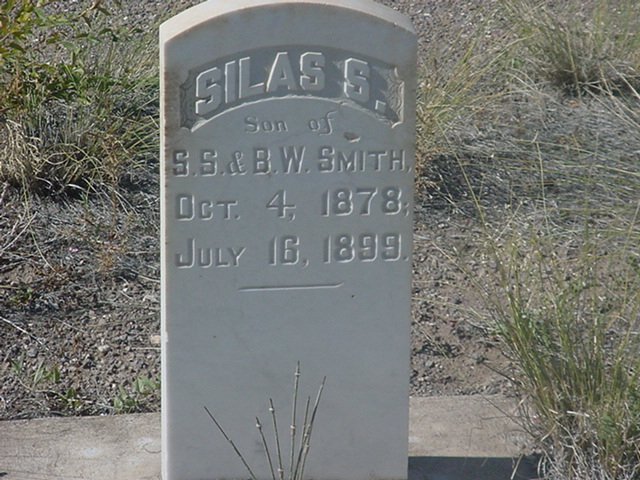 SILAS S.
Son of
S.S.& B.W. SMITH,
OCT. 4, 1878;
JULY 16, 1899.